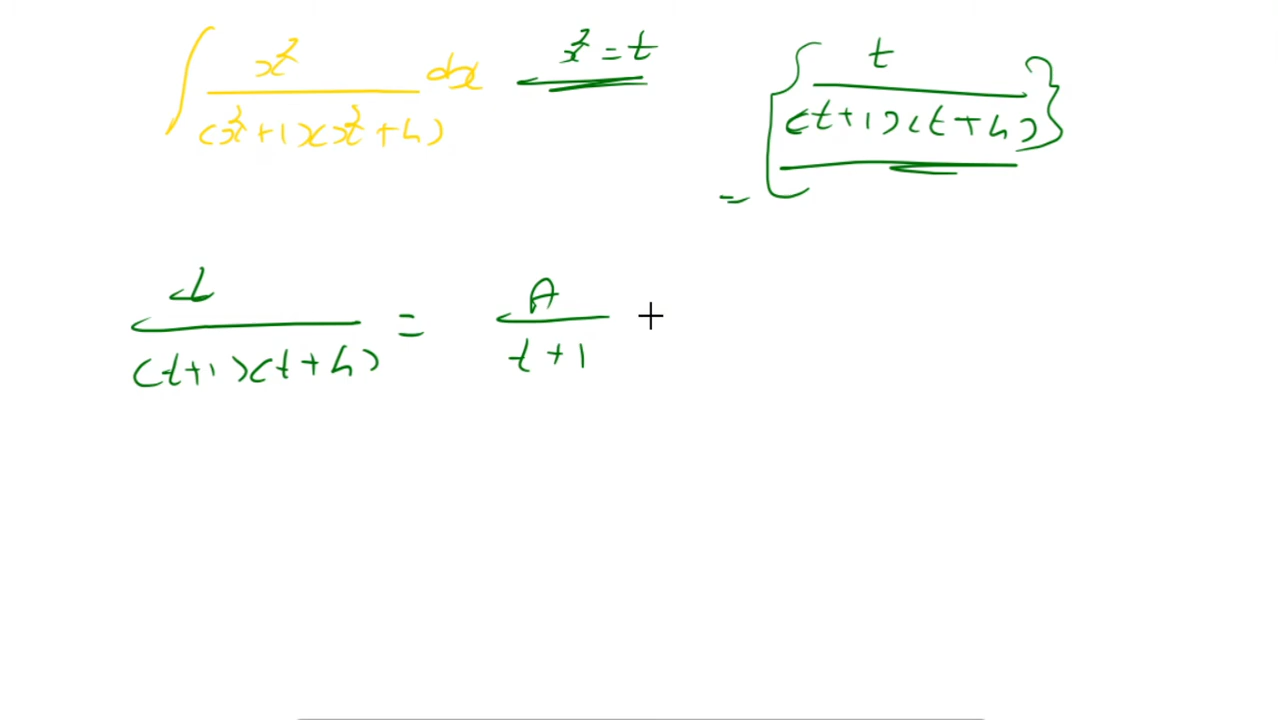 ∫ x² / (x²+1)(x²+4) dx   x² = t   = { t / (t+1)(t+4) }
t / (t+1)(t+4) = A / t+1 +